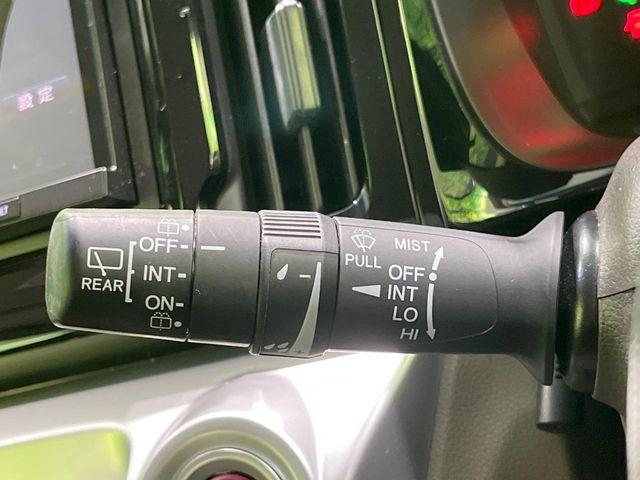 設定
OFF
INT
ON
REAR
PULL
MIST
OFF
INT
LO
HI